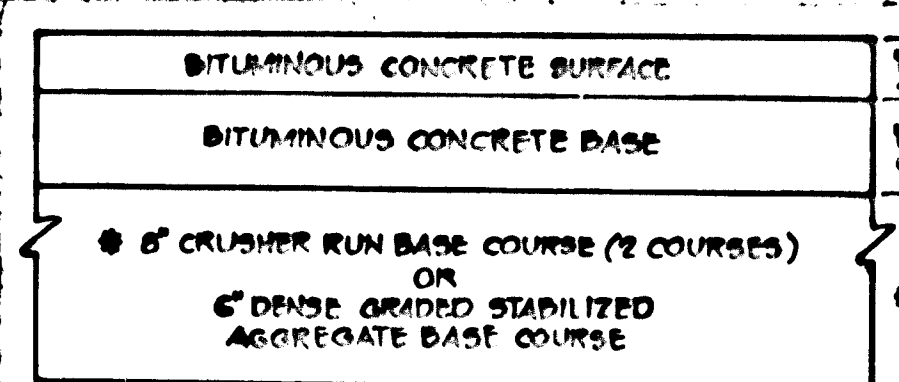 BITUMINOUS CONCRETE SURFACE
BITUMINOUS CONCRETE BASE
* 8" CRUSHER RUN BASE COURSE (2 COURSES)
OR
6" DENSE GRADED STABILIZED
AGGREGATE BASE COURSE